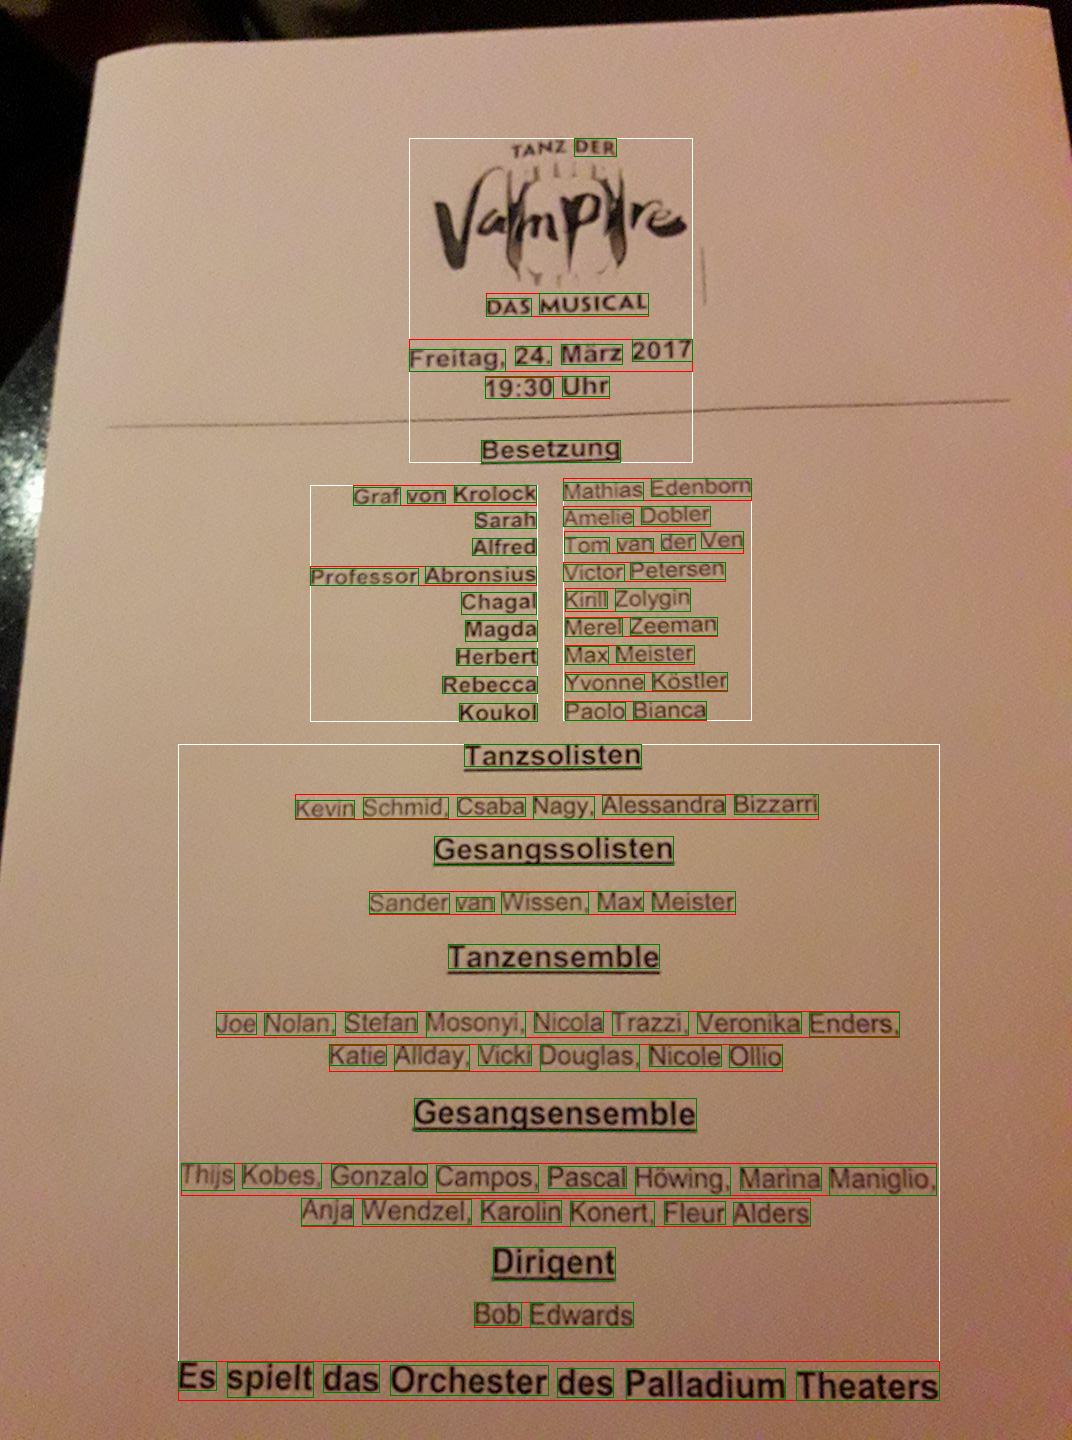 TANZ DER
Vampire
DAS MUSICAL
Freitag, 24. März 2017
19:30 Uhr
Besetzung
Graf von Krolock Mathias Edenborn
Sarah Amelie Dobler
Alfred Tom van der Ven
Professor Abronsius Victor Petersen
Chagal Kirill Zolygin
Magda Merel Zeeman
Herbert Max Meister
Rebecca Yvonne Köstler
Koukol Paolo Bianca
Tanzsolisten
Kevin Schmid, Csaba Nagy, Alessandra Bizzarri
Gesangssolisten
Sander van Wissen, Max Meister
Tanzensemble
Joe Nolan, Stefan Mosonyi, Nicola Trazzi, Veronika Enders,
Katie Allday, Vicki Douglas, Nicole Ollio
Gesangsensemble
Thijs Kobes, Gonzalo Campos, Pascal Höwing, Marina Maniglio,
Anja Wendzel, Karolin Konert, Fleur Alders
Dirigent
Bob Edwards
Es spielt das Orchester des Palladium Theaters